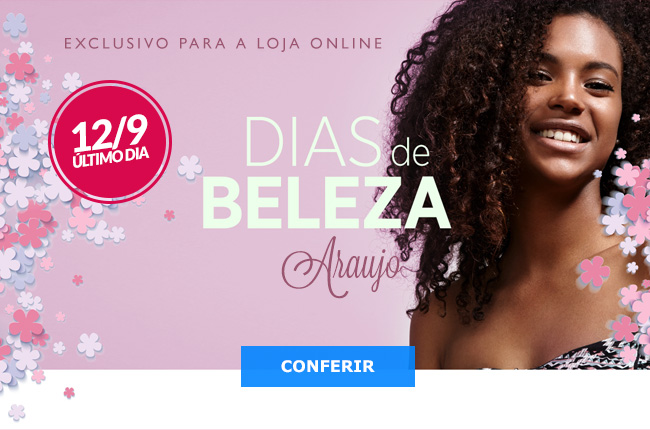 EXCLUSIVO PARA A LOJA ONLINE
12/9
ÚLTIMO DIA
DIAS de
BELEZA
Araujo
CONFERIR